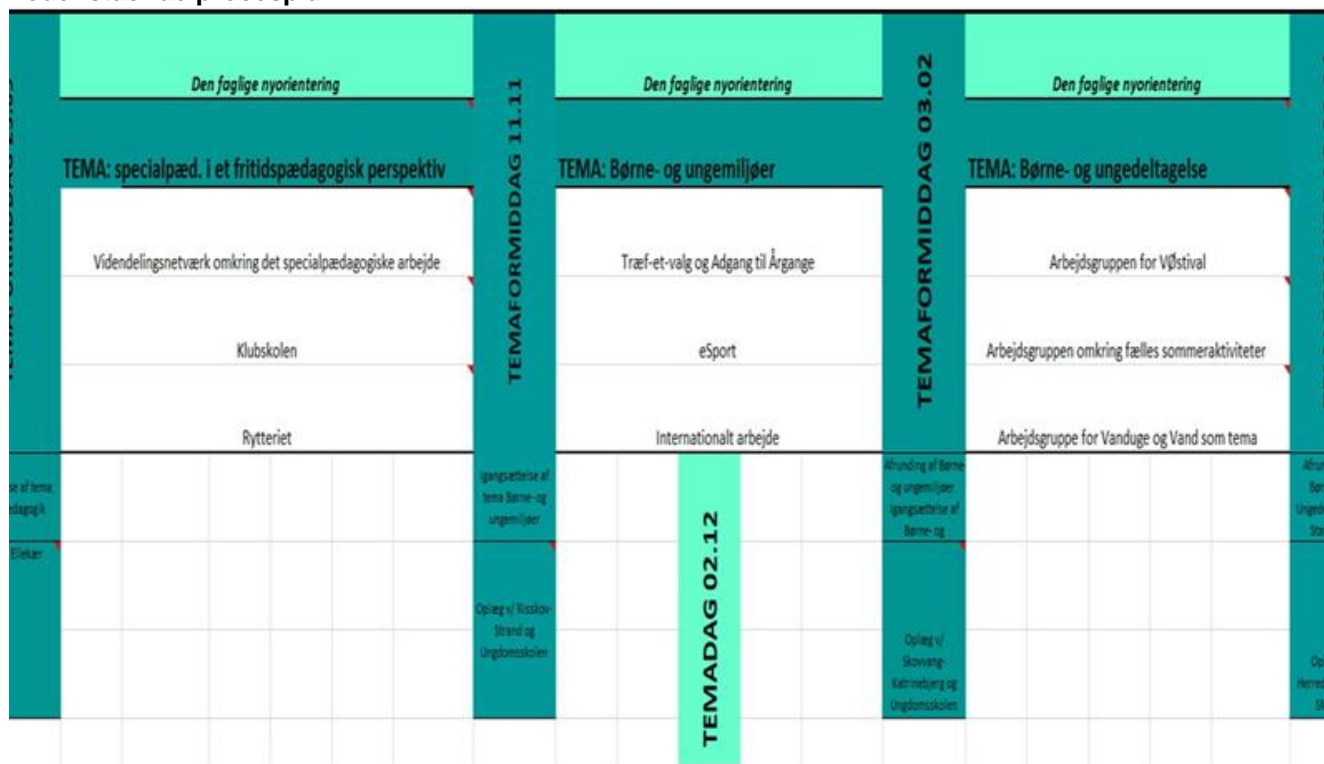 Den faglige nyorientering
TEMA: specialpæd. i et fritidspædagogisk perspektiv
Videndelingsnetværk omkring det specialpædagogiske arbejde
Klubskolen
Rytteriet
se af tema
Ellekær
TEMAFORMIDDAG 11.11
Igangsættelse af
tema Børne- og
ungemiljøer
Oplæg v/ Risskov-
Strand og
Ungdomsskolen
Den faglige nyorientering
TEMA: Børne- og ungemiljøer
Træf-et-valg og Adgang til Årgange
eSport
Internationalt arbejde
TEMADAG 02.12
TEMAFORMIDDAG 03.02
Afrunding af Børne
og ungemiljøer.
Igangsættelse af
Børne- og
Oplæg v/
Skovvang-
Katrinebjerg og
Ungdomsskolen
Den faglige nyorientering
TEMA: Børne- og ungedeltagelse
Arbejdsgruppen for VØstival
Arbejdsgruppen omkring fælles sommeraktiviteter
Arbejdsgruppe for Vanduge og Vand som tema